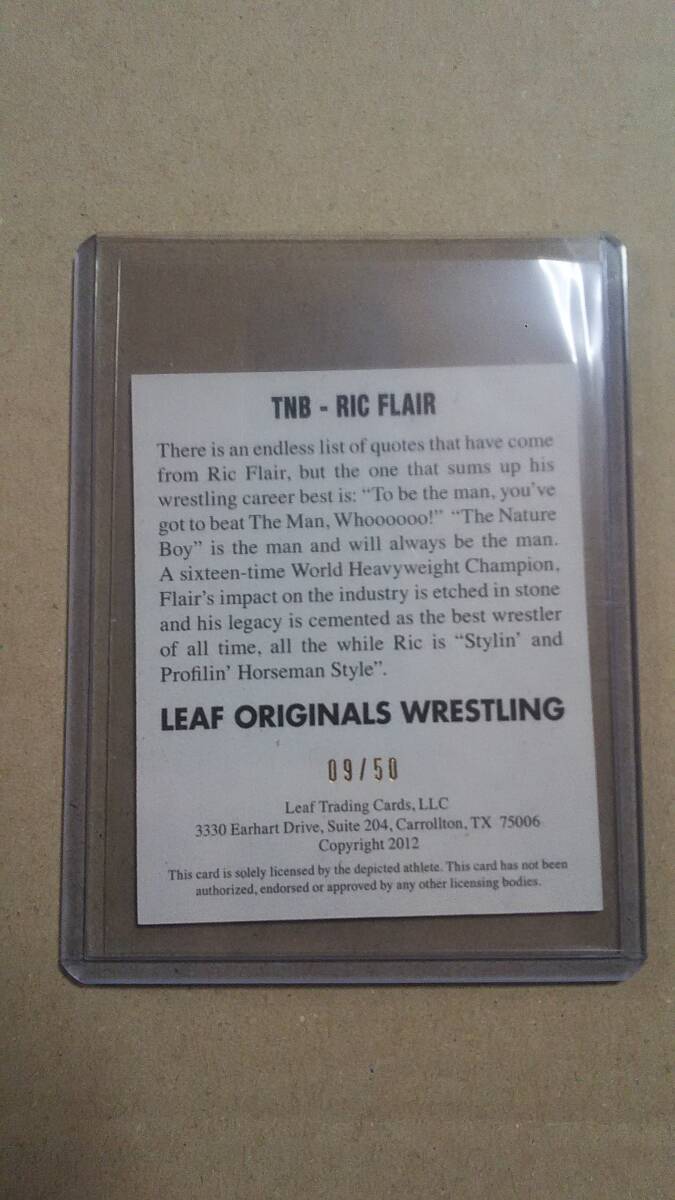 TNB - RIC FLAIR
There is an endless list of quotes that have come
from Ric Flair, but the one that sums up his
wrestling career best is: “To be the man, you’ve
got to beat The Man, Whoooooo!” “The Nature
Boy” is the man and will always be the man.
A sixteen-time World Heavyweight Champion,
Flair’s impact on the industry is etched in stone
and his legacy is cemented as the best wrestler
of all time, all the while Ric is “Stylin’ and
Profilin’ Horseman Style”.
LEAF ORIGINALS WRESTLING
09/50
Leaf Trading Cards, LLC
3330 Earhart Drive, Suite 204, Carrollton, TX 75006
Copyright 2012
This card is solely licensed by the depicted athlete. This card has not been
authorized, endorsed or approved by any other licensing bodies.